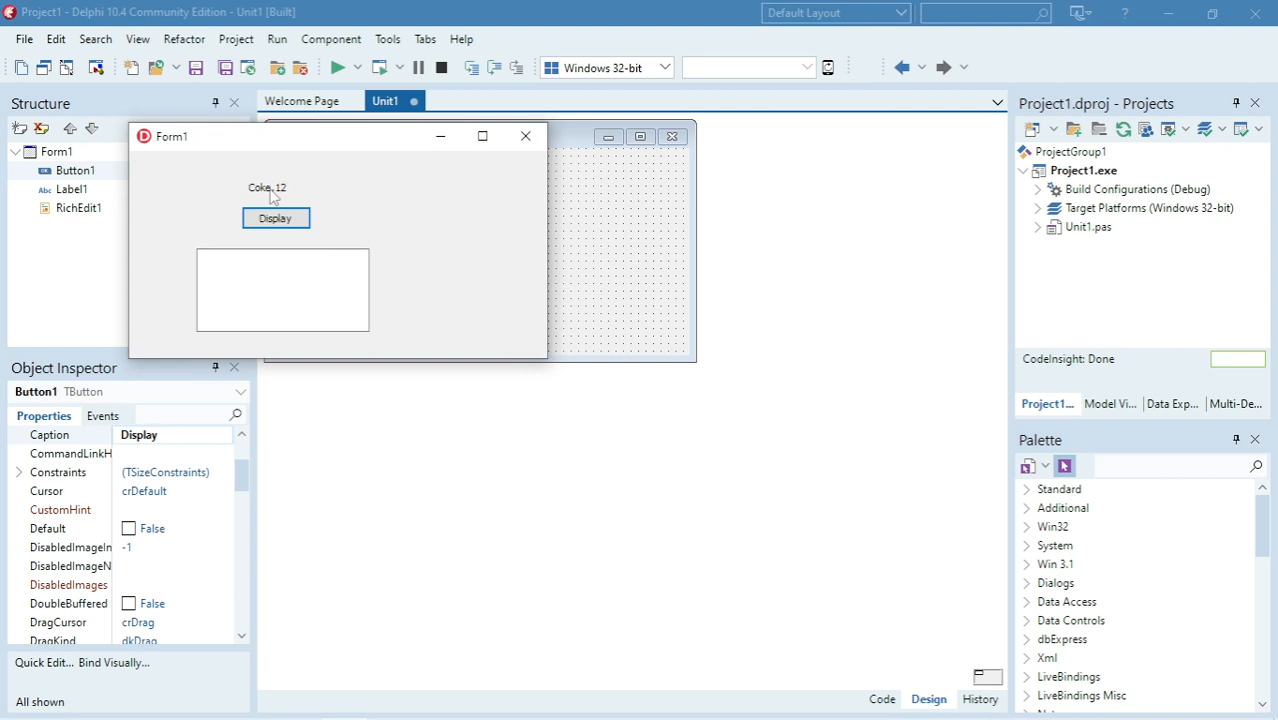 Project1 - Delphi 10.4 Community Edition - Unit1 [Built]
Default Layout
?
File Edit Search View Refactor Project Run Component Tools Tabs Help
Windows 32-bit
Structure
Form1
Button1
Label1
RichEdit1
Welcome Page
Unit1
Form1
Display
Object Inspector
Button1 TButton
Properties Events
Caption Display
CommandLinkH
Constraints (TSizeConstraints)
Cursor crDefault
CustomHint
Default False
DisabledImageIn -1
DisabledImageN
DisabledImages
DoubleBuffered False
DragCursor crDrag
DragKind dkDrag
Quick Edit... Bind Visually...
All shown
Code Design History
Project1.dproj - Projects
ProjectGroup1
Project1.exe
Build Configurations (Debug)
Target Platforms (Windows 32-bit)
Unit1.pas
CodeInsight: Done
Project1... Model Vi... Data Exp... Multi-De...
Palette
Standard
Additional
Win32
System
Win 3.1
Dialogs
Data Access
Data Controls
dbExpress
Xml
LiveBindings
LiveBindings Misc